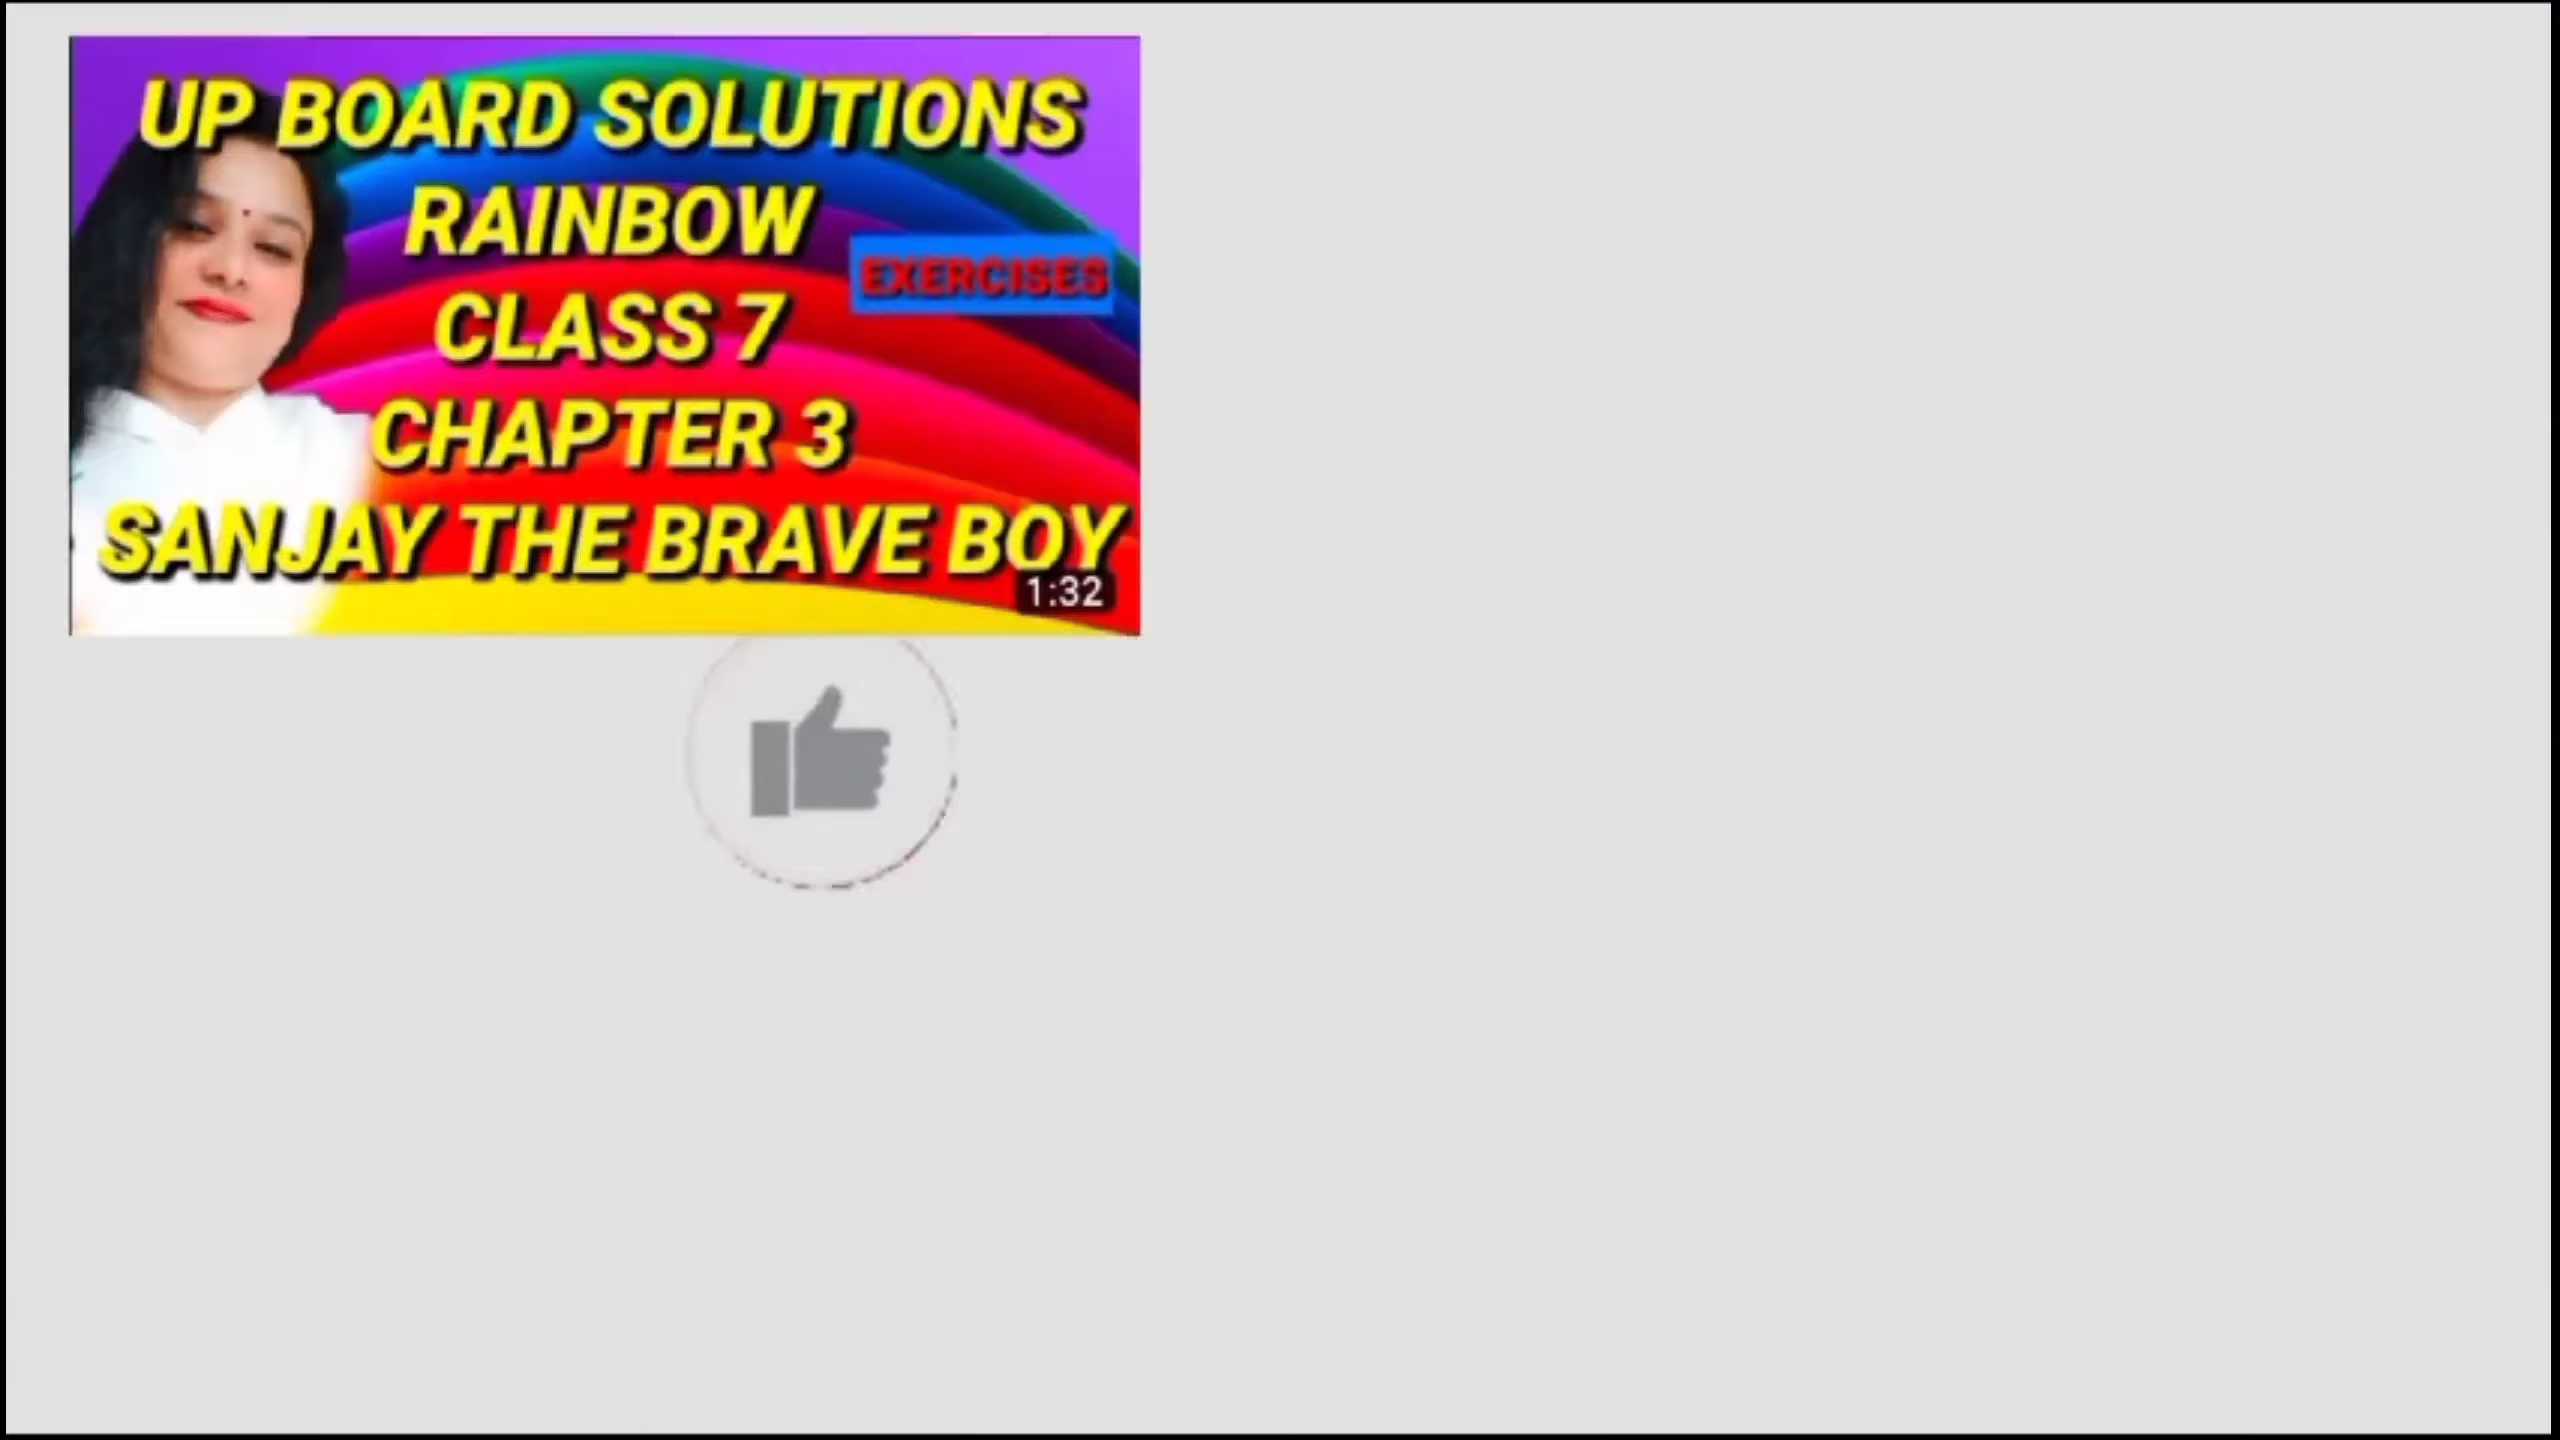 UP BOARD SOLUTIONS
RAINBOW
EXERCISES
CLASS 7
CHAPTER 3
SANJAY THE BRAVE BOY
1:32